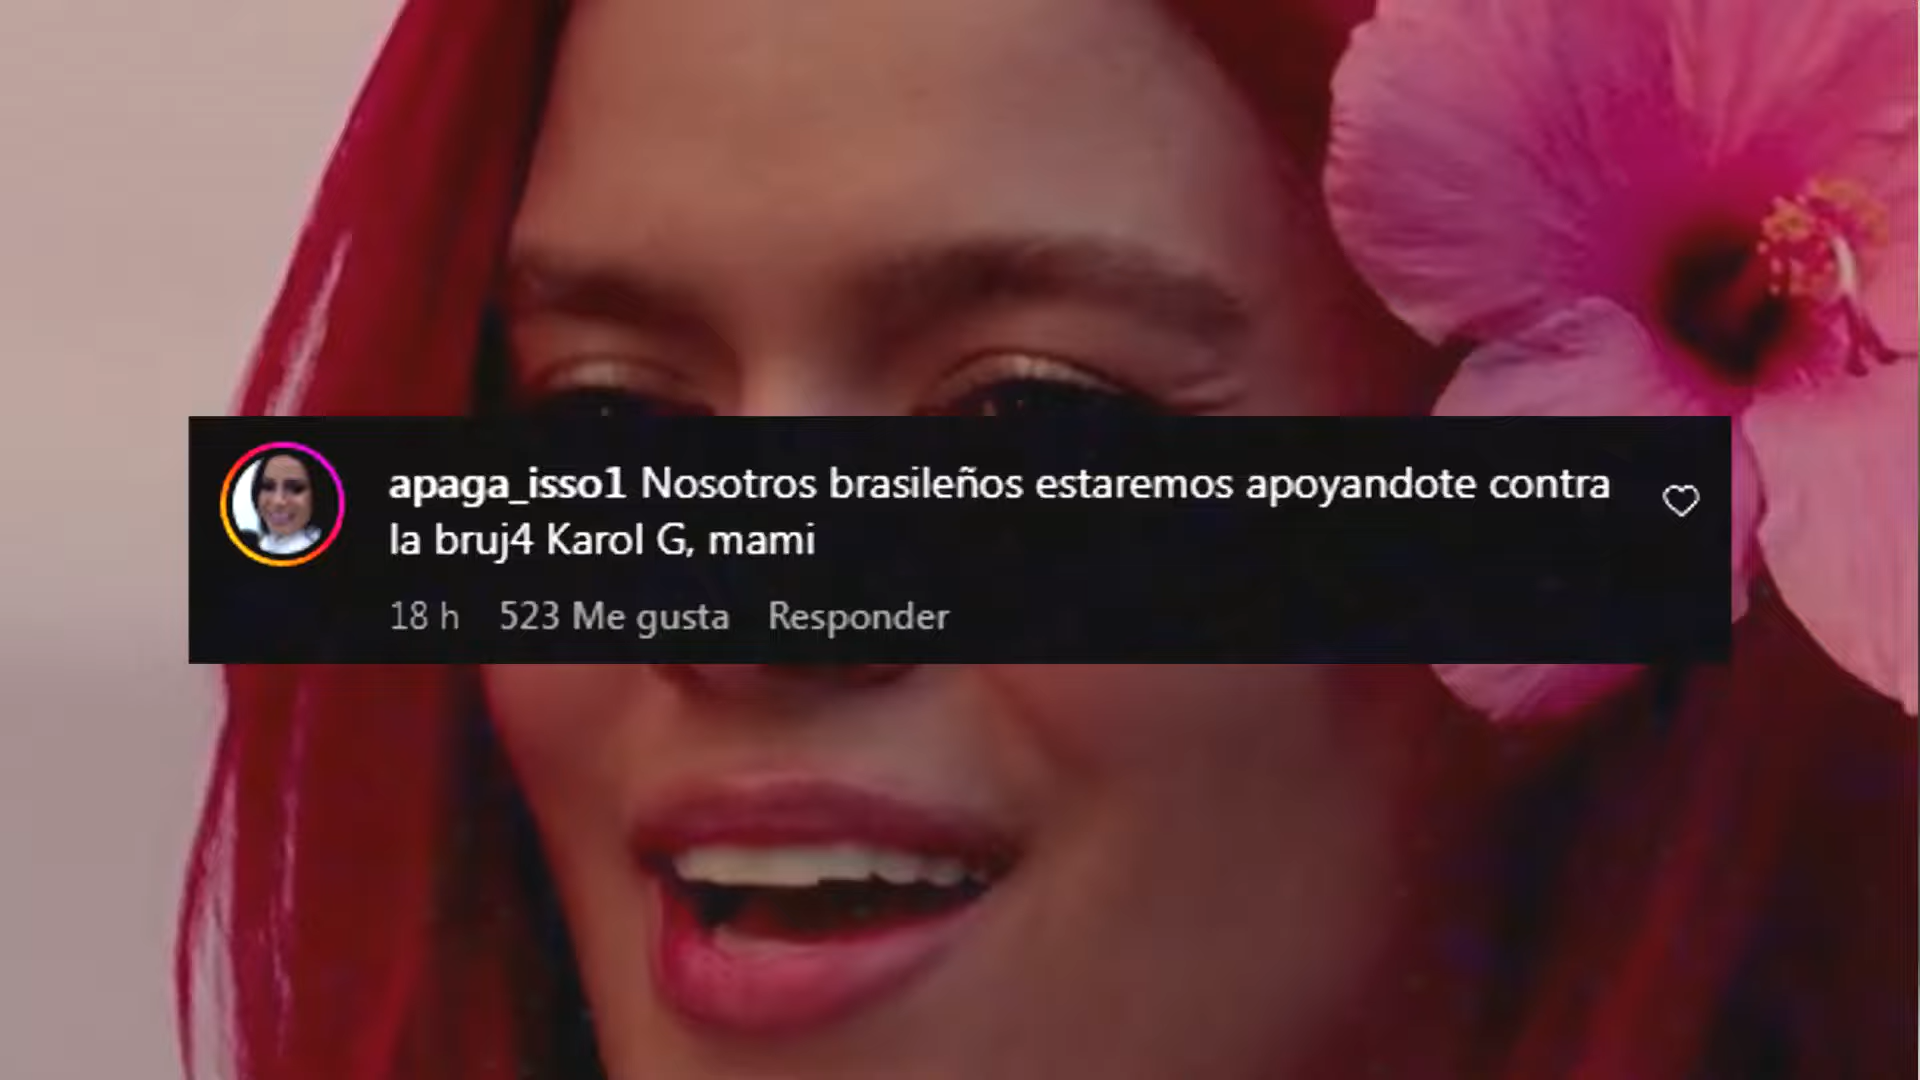 apaga_isso1 Nosotros brasileños estaremos apoyandote contra
la bruj4 Karol G, mami
18 h 523 Me gusta Responder